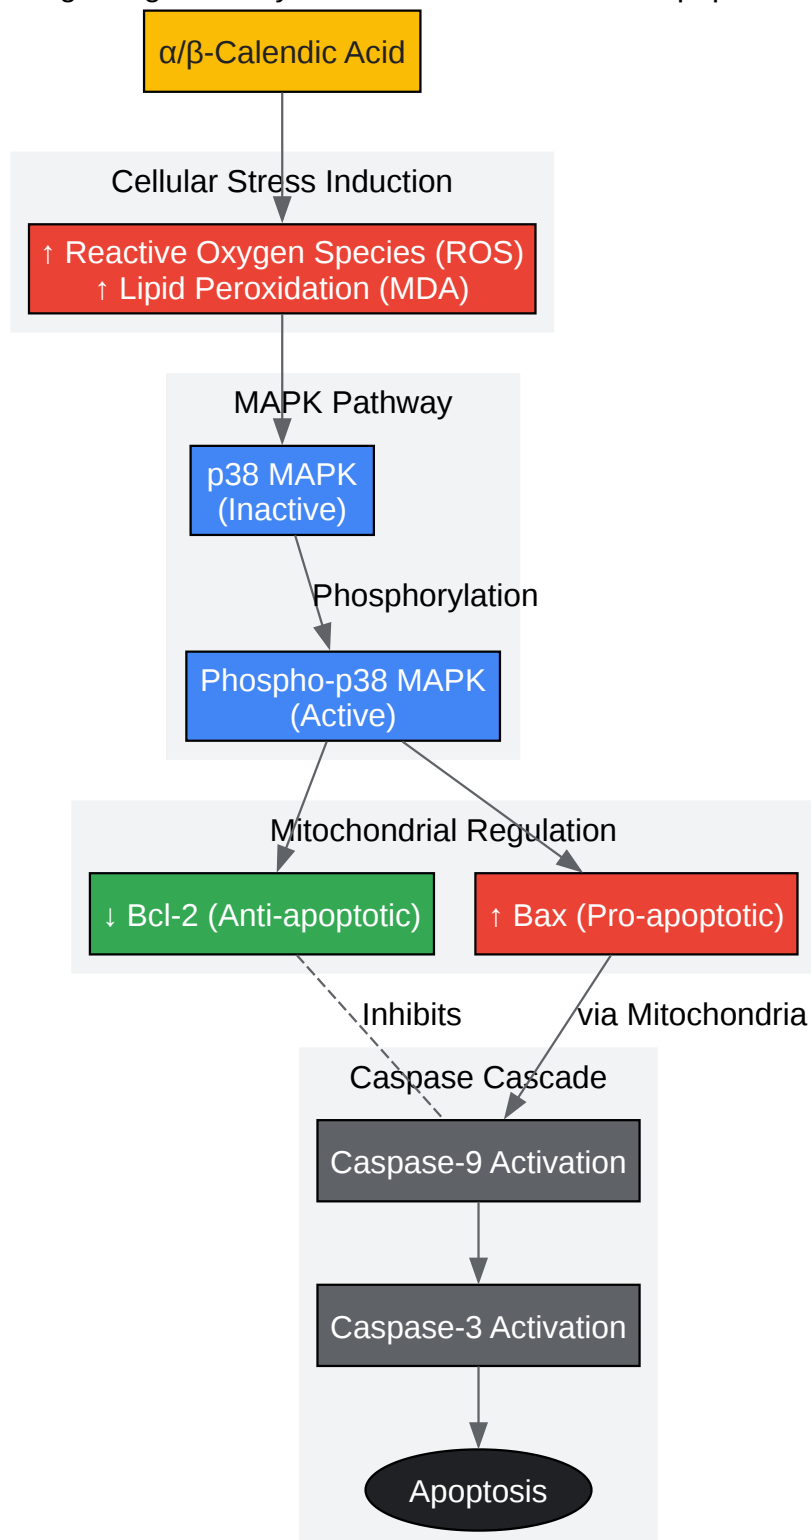 α/β-Calendic Acid
Cellular Stress Induction
↑ Reactive Oxygen Species (ROS)
↑ Lipid Peroxidation (MDA)
MAPK Pathway
p38 MAPK
(Inactive)
Phosphorylation
Phospho-p38 MAPK
(Active)
Mitochondrial Regulation
↓ Bcl-2 (Anti-apoptotic)
↑ Bax (Pro-apoptotic)
Inhibits
via Mitochondria
Caspase Cascade
Caspase-9 Activation
Caspase-3 Activation
Apoptosis